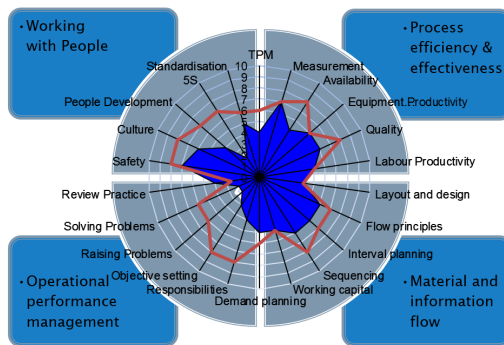 · Working
with People
· Process
efficiency &
effectiveness
TPM
Standardisation
5S
People Development
Culture
Safety
Review Practice
Solving Problems
Raising Problems
Objective setting
Responsibilities
Demand planning
Measurement
Availability
Equipment Productivity
Quality
Labour Productivity
Layout and design
Flow principles
Interval planning
Sequencing
Working capital
10
9
8
7
6
5
· Operational
performance
management
· Material and
information
flow